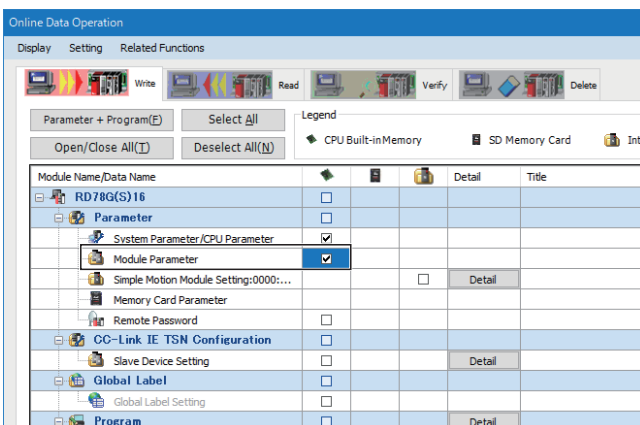 Online Data Operation
Display Setting Related Functions
Write Read Verify Delete
Parameter + Program(F) Select All Legend
Open/Close All(T) Deselect All(N) CPU Built-in Memory SD Memory Card Int
Module Name/Data Name Detail Title
RD78G(S)16
Parameter
System Parameter/CPU Parameter
Module Parameter
Simple Motion Module Setting:0000:... Detail
Memory Card Parameter
Remote Password
CC-Link IE TSN Configuration
Slave Device Setting Detail
Global Label
Global Label Setting
Program Detail